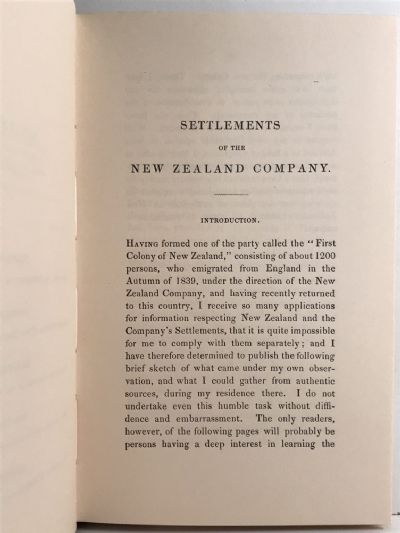 SETTLEMENTS
OF THE
NEW ZEALAND COMPANY.
INTRODUCTION.
HAVING formed one of the party called the "First
Colony of New Zealand," consisting of about 1200
persons, who emigrated from England in the
Autumn of 1839, under the direction of the New
Zealand Company, and having recently returned
to this country, I receive so many applications
for information respecting New Zealand and the
Company's Settlements, that it is quite impossible
for me to comply with them separately; and I
have therefore determined to publish the following
brief sketch of what came under my own obser-
vation, and what I could gather from authentic
sources, during my residence there. I do not
undertake even this humble task without diffi-
dence and embarrassment. The only readers,
however, of the following pages will probably be
persons having a deep interest in learning the